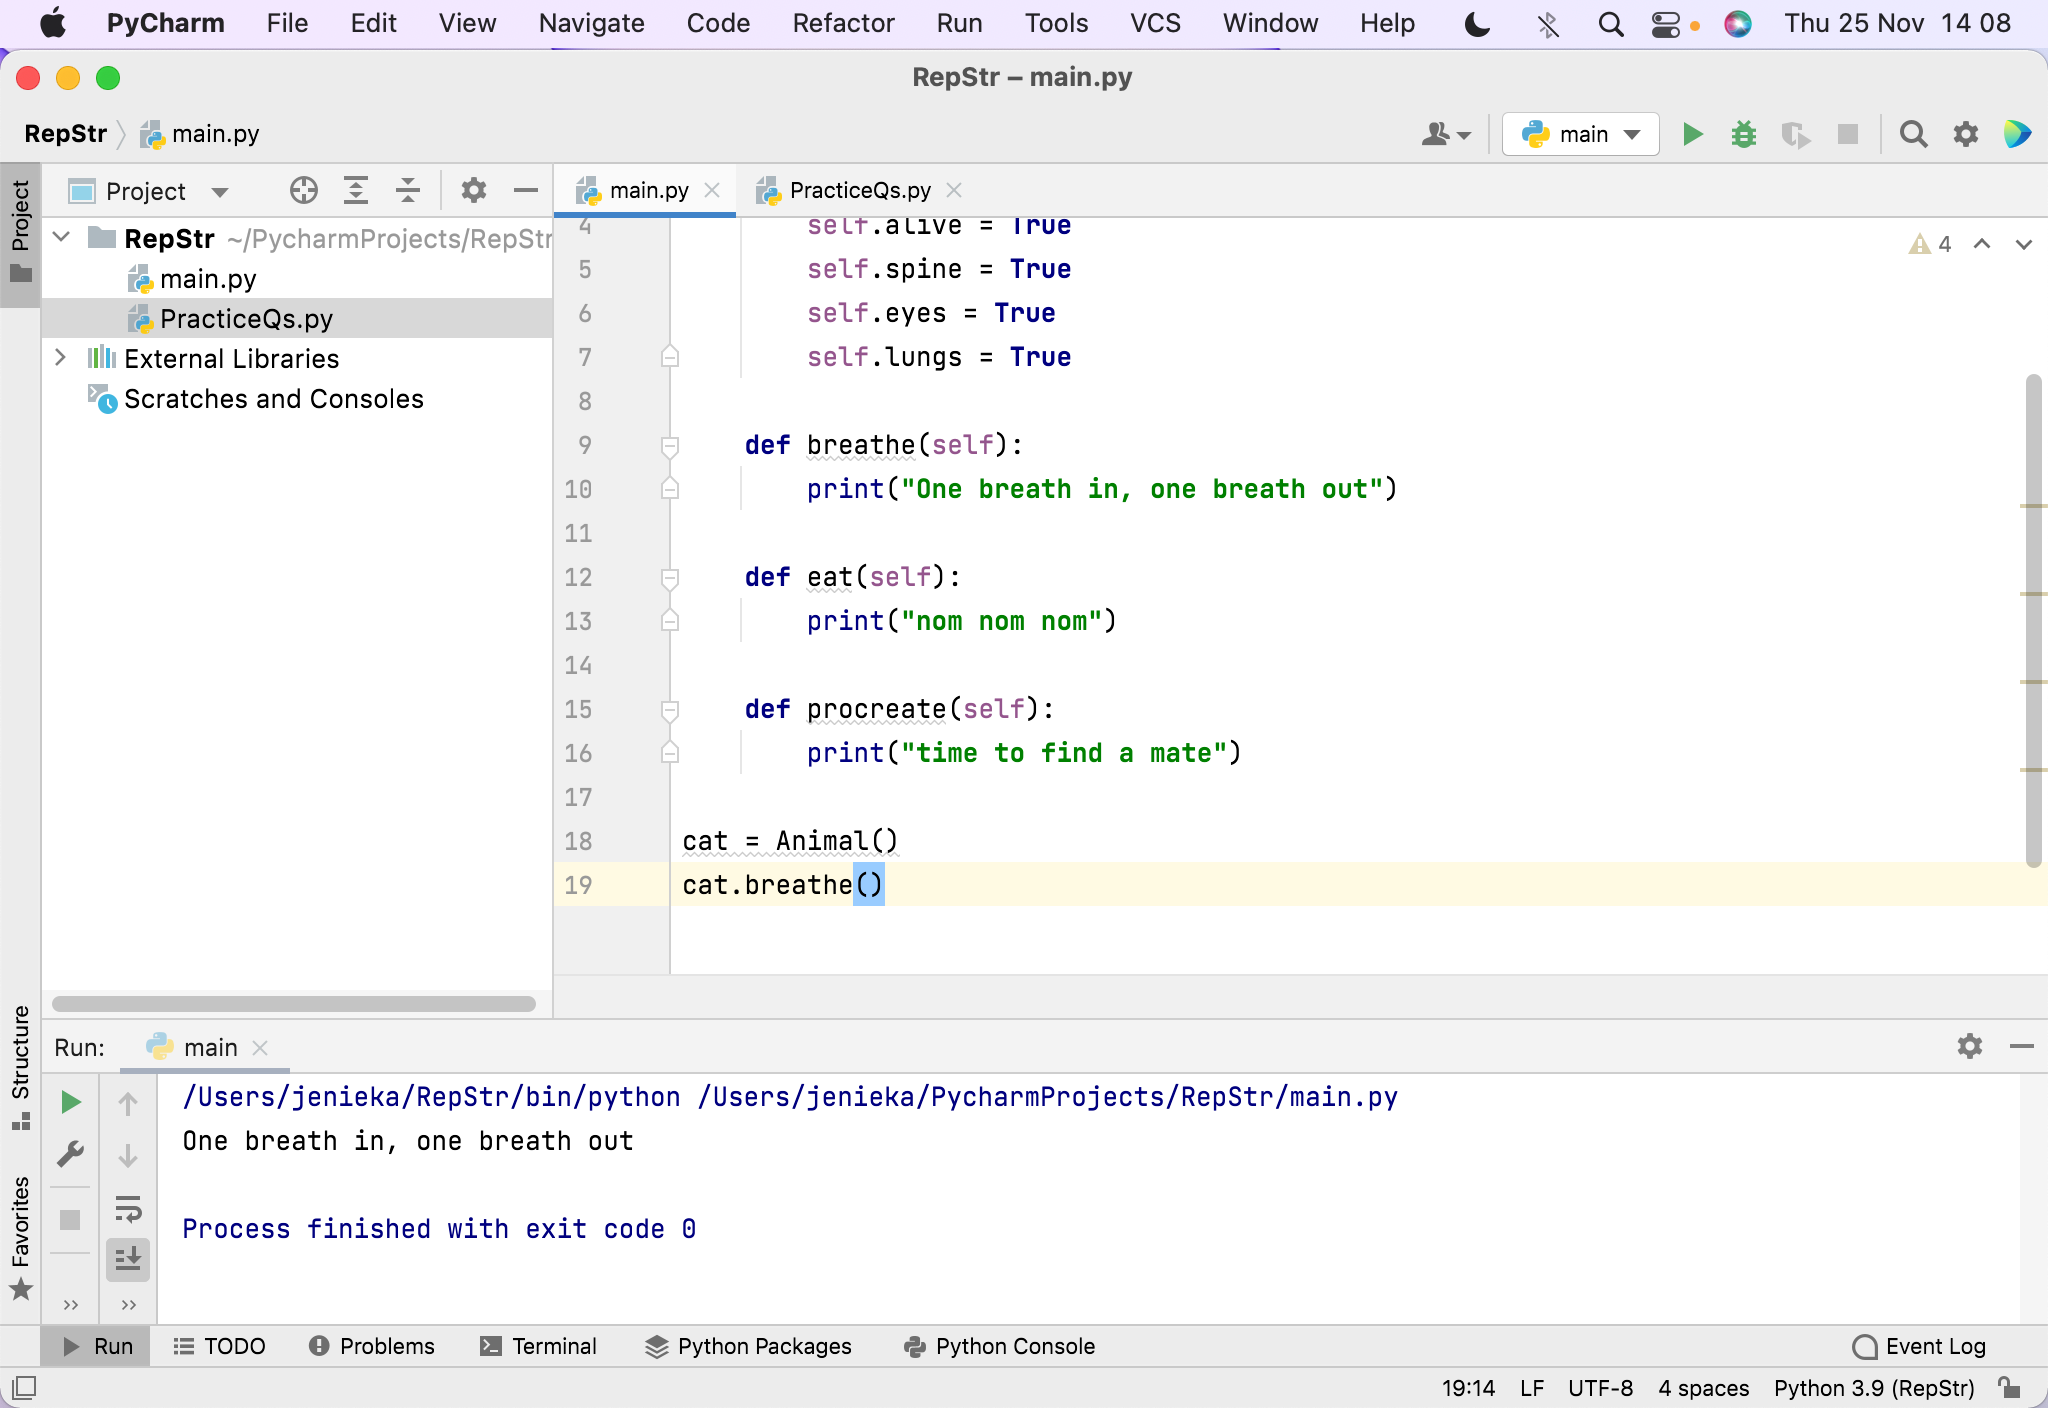 PyCharm File Edit View Navigate Code Refactor Run Tools VCS Window Help Thu 25 Nov 14 08
RepStr – main.py
RepStr main.py
main
Project
Project
main.py
PracticeQs.py
RepStr ~/PycharmProjects/RepStr
main.py
PracticeQs.py
External Libraries
Scratches and Consoles
4 self.alive = True
4
5 self.spine = True
6 self.eyes = True
7 self.lungs = True
8
9 def breathe(self):
10 print("One breath in, one breath out")
11
12 def eat(self):
13 print("nom nom nom")
14
15 def procreate(self):
16 print("time to find a mate")
17
18 cat = Animal()
19 cat.breathe()
Structure
Favorites
Run: main
/Users/jenieka/RepStr/bin/python /Users/jenieka/PycharmProjects/RepStr/main.py
One breath in, one breath out
Process finished with exit code 0
Run TODO Problems Terminal Python Packages Python Console Event Log
19:14 LF UTF-8 4 spaces Python 3.9 (RepStr)